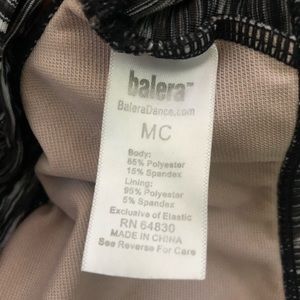 balera™
BaleraDance.com
MC
Body:
85% Polyester
15% Spandex
Lining:
95% Polyester
5% Spandex
Exclusive of Elastic
RN 64830
MADE IN CHINA
See Reverse For Care